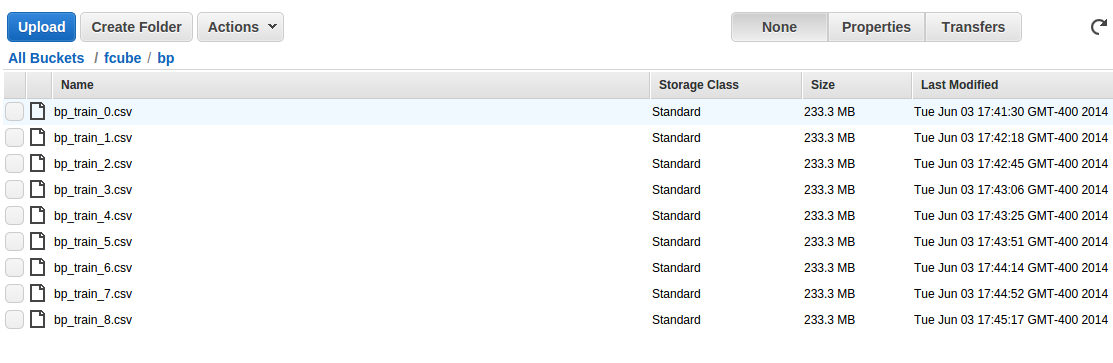 Upload Create Folder Actions None Properties Transfers
All Buckets / fcube / bp
Name Storage Class Size Last Modified
bp_train_0.csv Standard 233.3 MB Tue Jun 03 17:41:30 GMT-400 2014
bp_train_1.csv Standard 233.3 MB Tue Jun 03 17:42:18 GMT-400 2014
bp_train_2.csv Standard 233.3 MB Tue Jun 03 17:42:45 GMT-400 2014
bp_train_3.csv Standard 233.3 MB Tue Jun 03 17:43:06 GMT-400 2014
bp_train_4.csv Standard 233.3 MB Tue Jun 03 17:43:25 GMT-400 2014
bp_train_5.csv Standard 233.3 MB Tue Jun 03 17:43:51 GMT-400 2014
bp_train_6.csv Standard 233.3 MB Tue Jun 03 17:44:14 GMT-400 2014
bp_train_7.csv Standard 233.3 MB Tue Jun 03 17:44:52 GMT-400 2014
bp_train_8.csv Standard 233.3 MB Tue Jun 03 17:45:17 GMT-400 2014